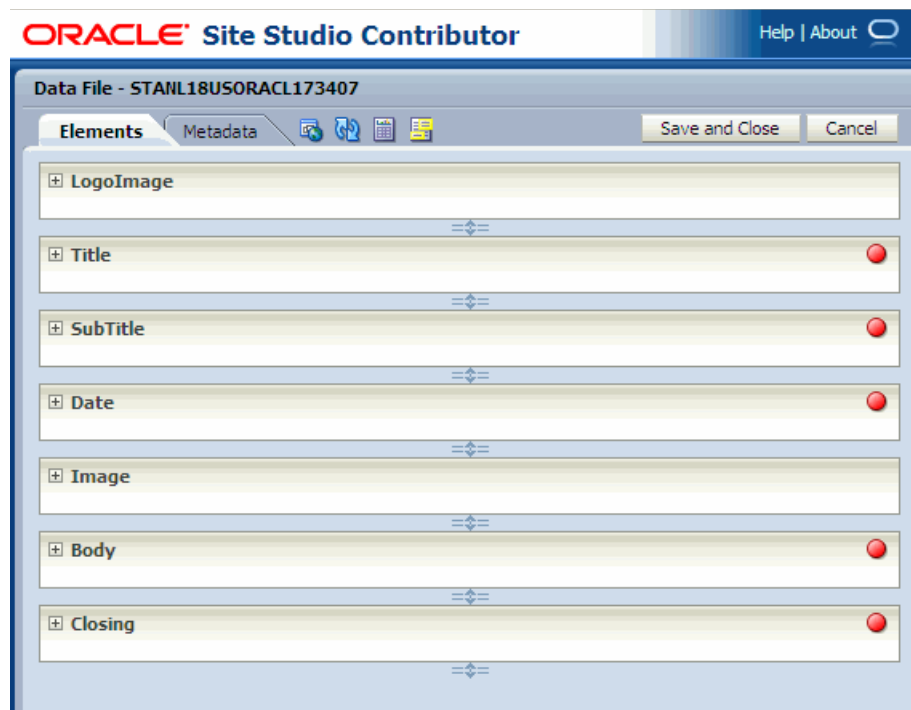 ORACLE Site Studio Contributor Help | About
Data File - STANL18USORACL173407
Elements Metadata Save and Close Cancel
LogoImage
Title
SubTitle
Date
Image
Body
Closing